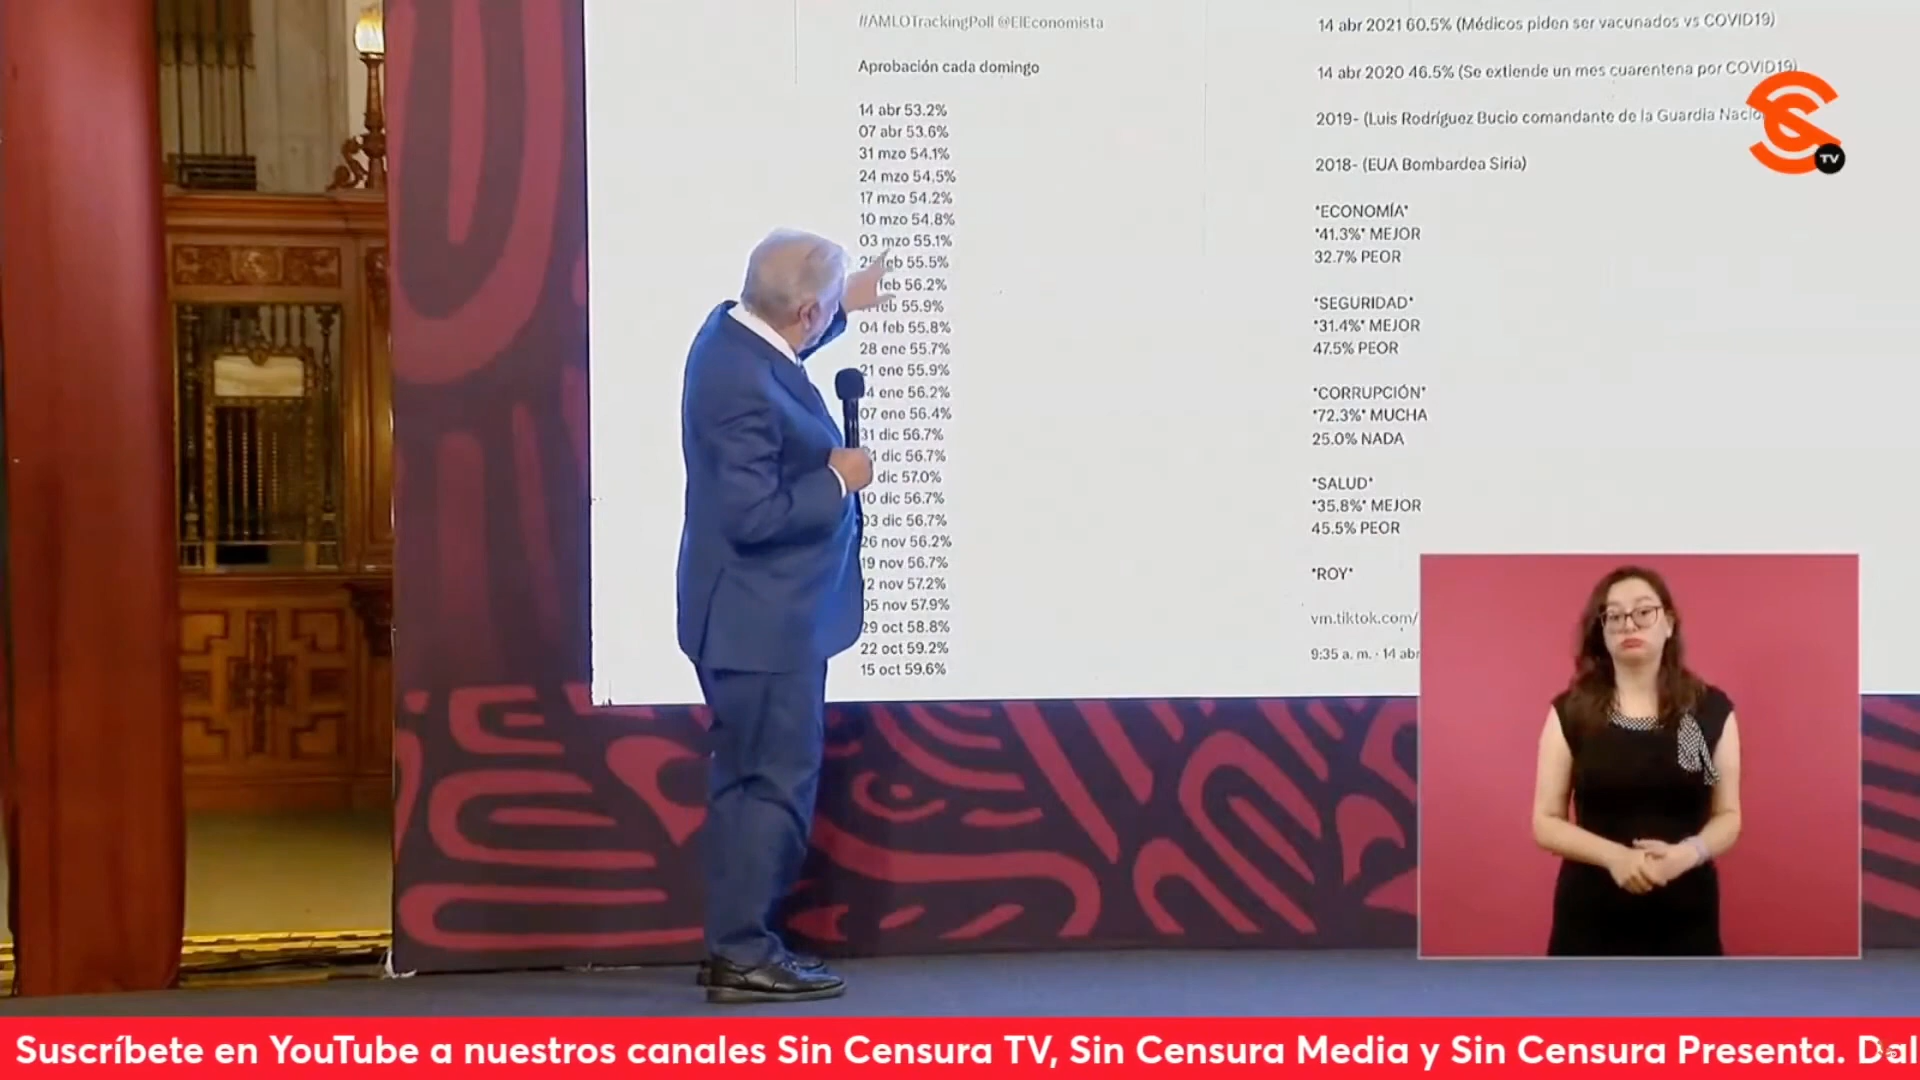 //AMLOTrackingPoll @ElEconomista
Aprobación cada domingo
14 abr 53.2%
07 abr 53.6%
31 mzo 54.1%
24 mzo 54.5%
17 mzo 54.2%
10 mzo 54.8%
03 mzo 55.1%
feb 55.5%
feb 56.2%
feb 55.9%
04 feb 55.8%
28 ene 55.7%
21 ene 55.9%
4 ene 56.2%
07 ene 56.4%
31 dic 56.7%
dic 56.7%
dic 57.0%
10 dic 56.7%
03 dic 56.7%
26 nov 56.2%
19 nov 56.7%
2 nov 57.2%
05 nov 57.9%
29 oct 58.8%
22 oct 59.2%
15 oct 59.6%
14 abr 2021 60.5% (Médicos piden ser vacunados vs COVID19)
14 abr 2020 46.5% (Se extiende un mes cuarentena por COVID19)
2019- (Luis Rodríguez Bucio comandante de la Guardia Nacio
2018- (EUA Bombardea Siria)
*ECONOMÍA*
*41.3%* MEJOR
32.7% PEOR
*SEGURIDAD*
*31.4%* MEJOR
47.5% PEOR
*CORRUPCIÓN*
*72.3%* MUCHA
25.0% NADA
*SALUD*
*35.8%* MEJOR
45.5% PEOR
*ROY*
vm.tiktok.com/
9:35 a. m. · 14 abr
TV
Suscríbete en YouTube a nuestros canales Sin Censura TV, Sin Censura Media y Sin Censura Presenta. Dal